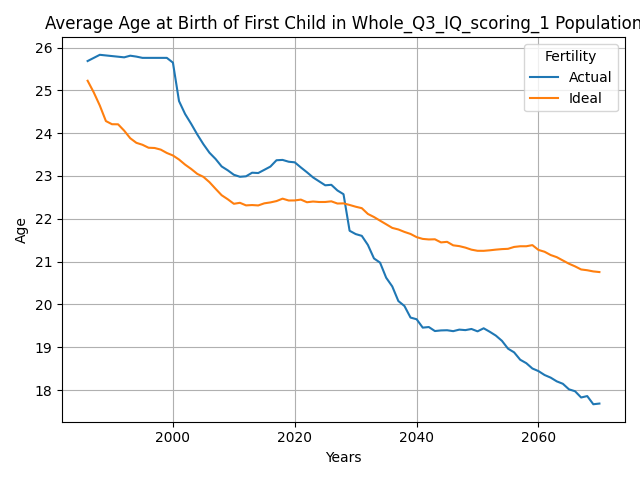 Average Age at Birth of First Child in Whole_Q3_IQ_scoring_1 Population
Fertility
Actual
Ideal
Age
26
25
24
23
22
21
20
19
18
2000
2020
2040
2060
Years